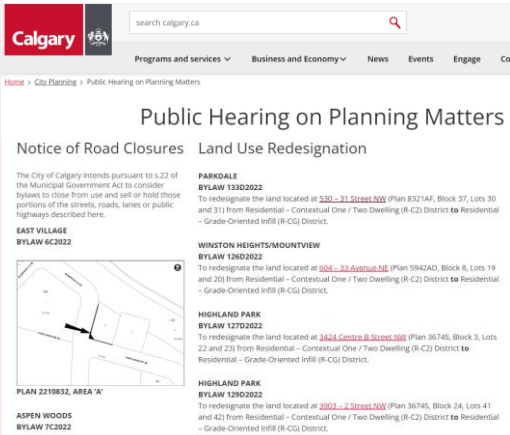 Calgary
search calgary.ca
Programs and services
Business and Economy
News
Events
Engage
Home > City Planning > Public Hearing on Planning Matters
Public Hearing on Planning Matters
Notice of Road Closures
The City of Calgary intends pursuant to s.22 of
the Municipal Government Act to consider
bylaws to close from use and sell or hold those
portions of the streets, roads, lanes or public
highways described here.
EAST VILLAGE
BYLAW 6C2022
PLAN 2210832, AREA 'A'
ASPEN WOODS
BYLAW 7C2022
Land Use Redesignation
PARKDALE
BYLAW 133D2022
To redesignate the land located at 530 – 31 Street NW (Plan 8321AF, Block 37, Lots 30
and 31) from Residential – Contextual One / Two Dwelling (R-C2) District to Residential
– Grade-Oriented Infill (R-CG) District.
WINSTON HEIGHTS/MOUNTVIEW
BYLAW 126D2022
To redesignate the land located at 604 – 33 Avenue NE (Plan 5942AD, Block 8, Lots 19
and 20) from Residential – Contextual One / Two Dwelling (R-C2) District to Residential
– Grade-Oriented Infill (R-CG) District.
HIGHLAND PARK
BYLAW 127D2022
To redesignate the land located at 3424 Centre B Street NW (Plan 3674S, Block 3, Lots
22 and 23) from Residential – Contextual One / Two Dwelling (R-C2) District to
Residential – Grade-Oriented Infill (R-CG) District.
HIGHLAND PARK
BYLAW 129D2022
To redesignate the land located at 3903 – 2 Street NW (Plan 3674S, Block 24, Lots 41
and 42) from Residential – Contextual One / Two Dwelling (R-C2) District to Residential
– Grade-Oriented Infill (R-CG) District.